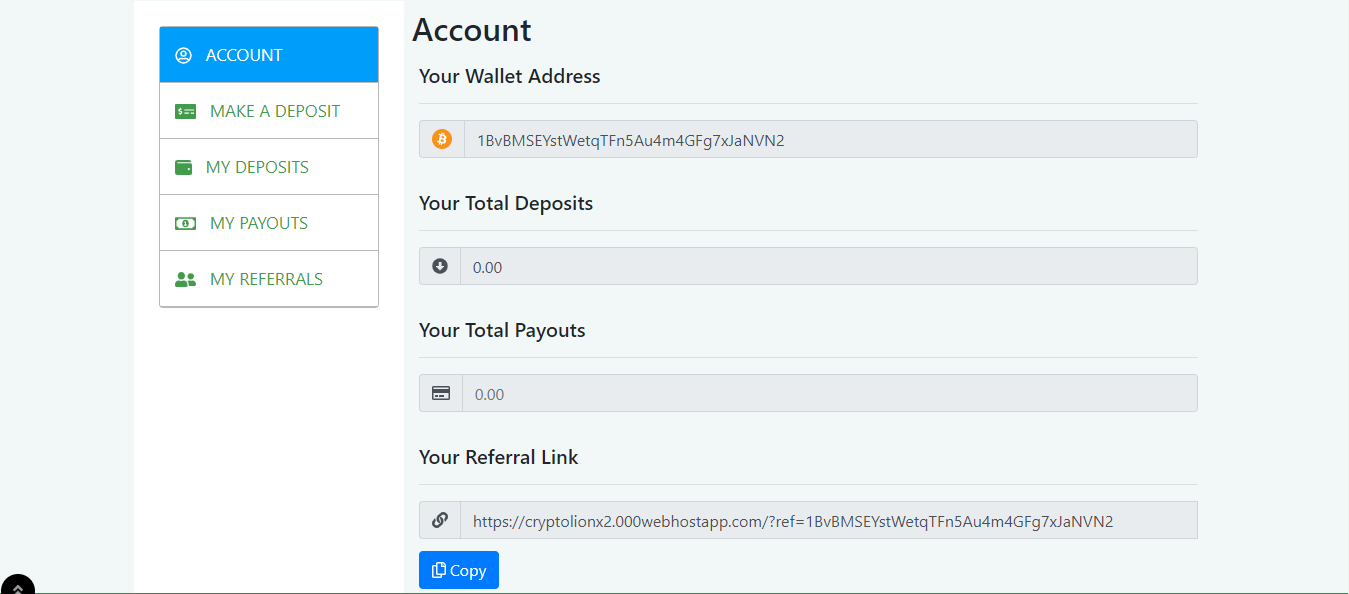 ACCOUNT
MAKE A DEPOSIT
MY DEPOSITS
MY PAYOUTS
MY REFERRALS
Account
Your Wallet Address
1BvBMSEYstWetqTFn5Au4m4GFg7xJaNVN2
Your Total Deposits
0.00
Your Total Payouts
0.00
Your Referral Link
https://cryptolionx2.000webhostapp.com/?ref=1BvBMSEYstWetqTFn5Au4m4GFg7xJaNVN2
Copy